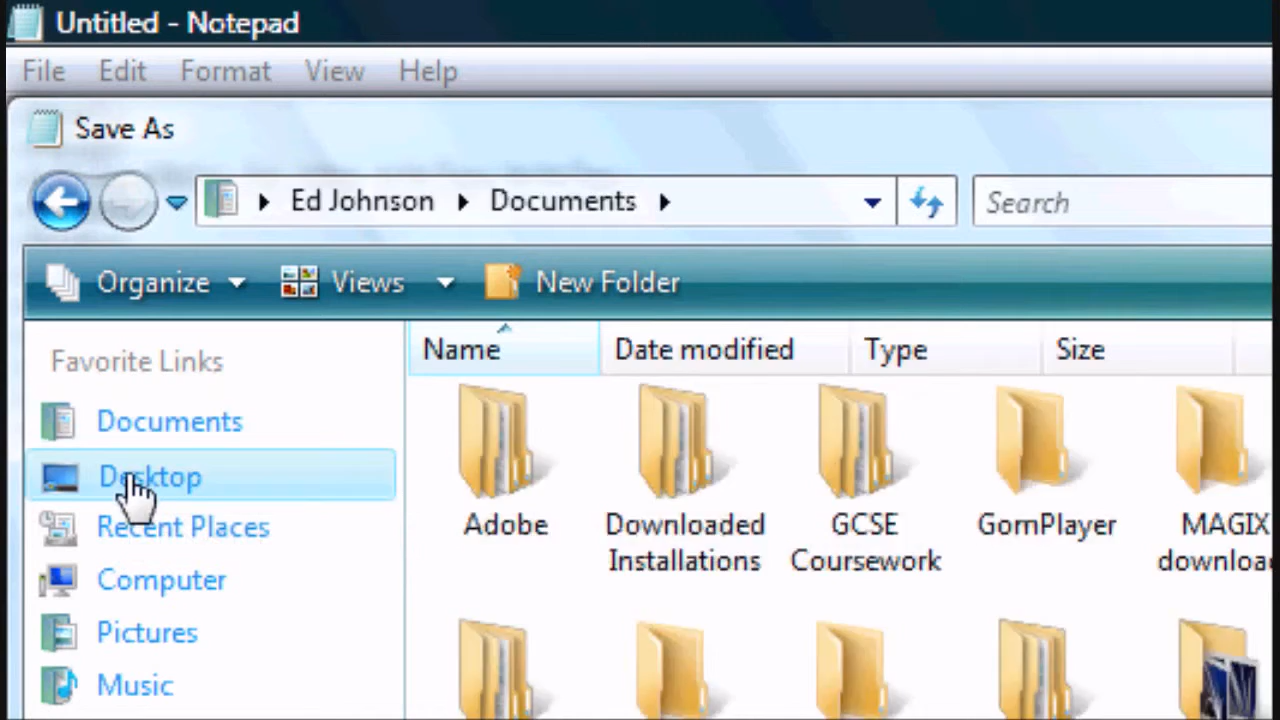 Untitled - Notepad
File Edit Format View Help
Save As
Ed Johnson Documents Search
Organize Views New Folder
Favorite Links
Name Date modified Type Size
Documents
Desktop
Recent Places
Computer
Pictures
Music
Adobe
Downloaded Installations
GCSE Coursework
GomPlayer
MAGIX